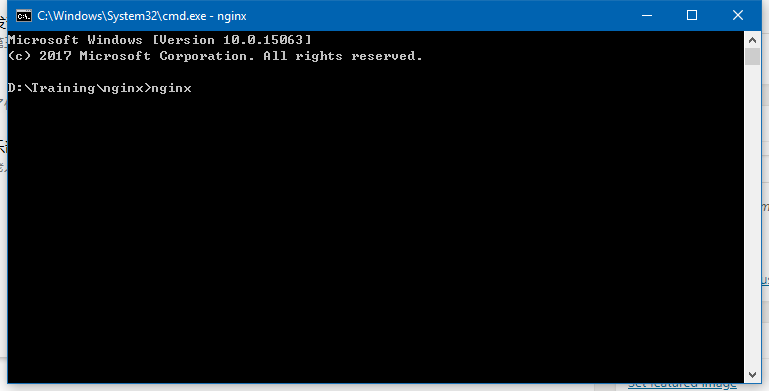 C:\Windows\System32\cmd.exe - nginx
Microsoft Windows [Version 10.0.15063]
(c) 2017 Microsoft Corporation. All rights reserved.
D:\Training\nginx>nginx
Set featured image